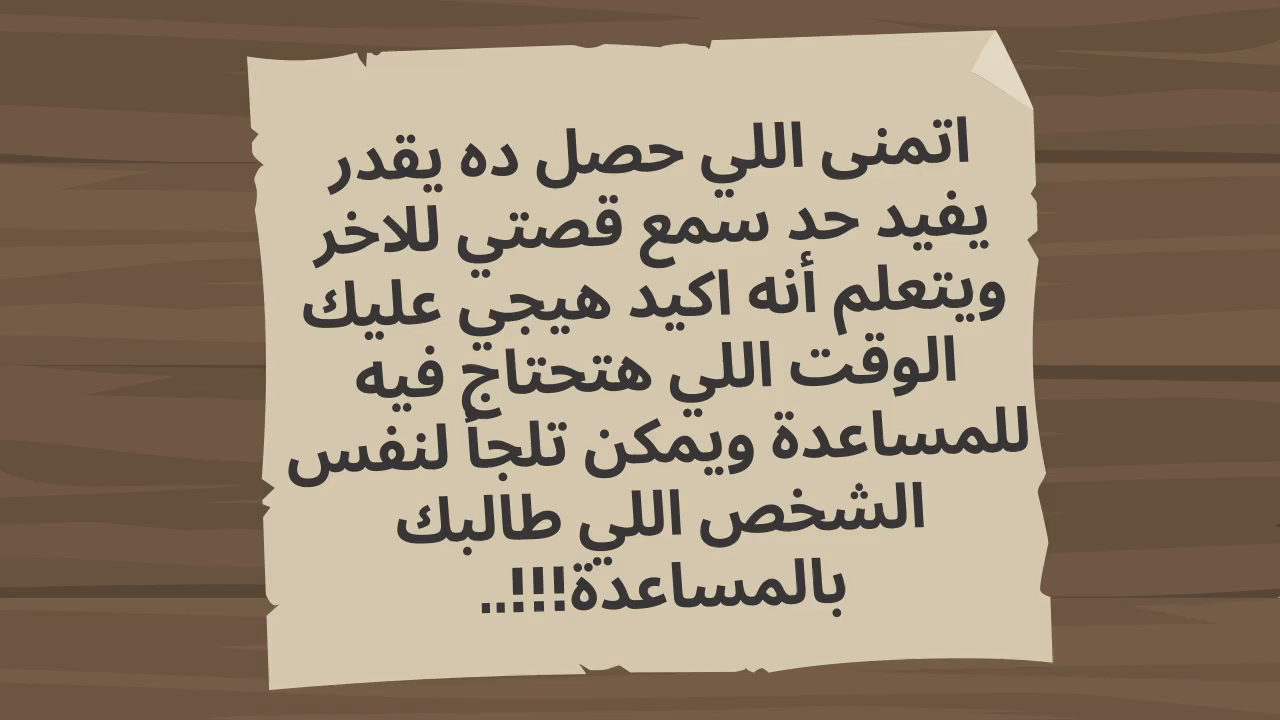 اتمنى اللي حصل ده يقدر
يفيد حد سمع قصتي للاخر
ويتعلم أنه اكيد هيجي عليك
الوقت اللي هتحتاج فيه
للمساعدة ويمكن تلجأ لنفس
الشخص اللي طالبك
بالمساعدة!!!..